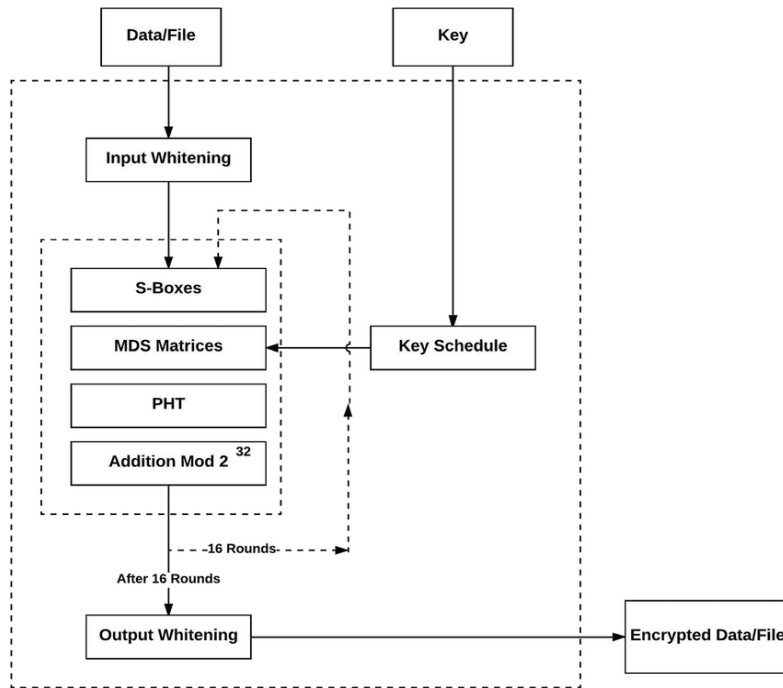 Data/File
Key
Input Whitening
S-Boxes
MDS Matrices
Key Schedule
PHT
Addition Mod 2 32
16 Rounds
After 16 Rounds
Output Whitening
Encrypted Data/File